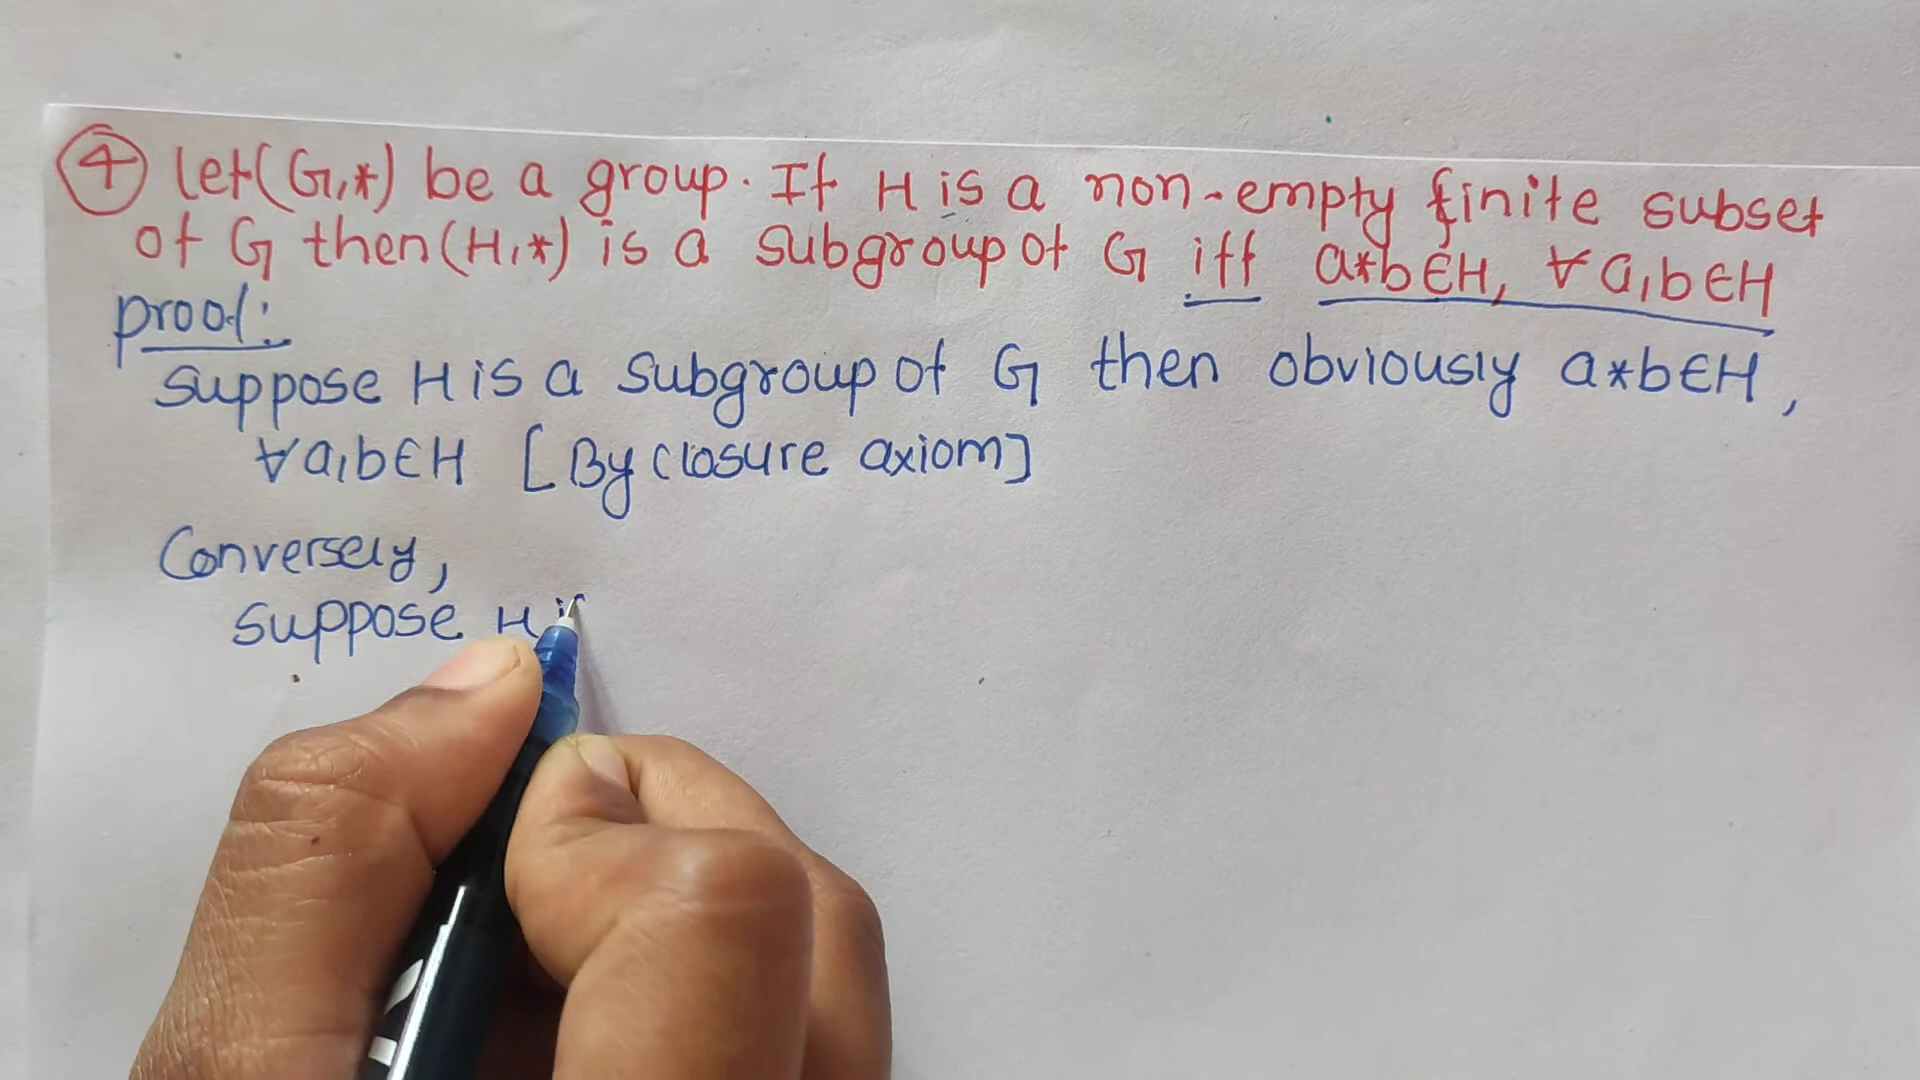 4 let (G,*) be a group. If H is a non-empty finite subset
of G then (H,*) is a subgroup of G iff a*b∈H, ∀a,b∈H
proof:
suppose H is a subgroup of G then obviously a*b∈H,
∀a,b∈H [By closure axiom]
Conversely,
suppose H